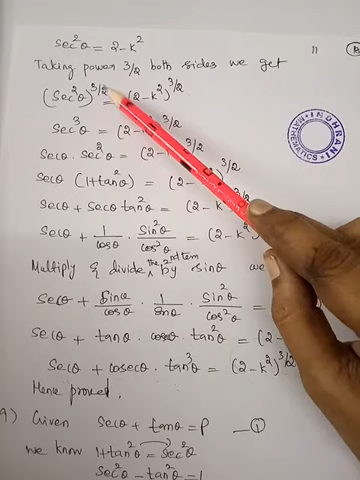 sec²θ = 2-k²
11
Taking power 3/2 both sides we get
(sec²θ)^3/2 = (2-k²)^3/2
sec³θ = (2-k²)^3/2
secθ . sec²θ = (2-k²)^3/2
secθ (1+tan²θ) = (2-k²)^3/2
secθ + secθ tan²θ = (2-k²)
secθ + 1/cosθ . sin²θ/cos²θ = (2-k²)
Multiply & divide the 2nd term by sinθ we
secθ + sinθ/cosθ . 1/sinθ . sin²θ/cos²θ =
secθ + tanθ . cosecθ . tan²θ = (2-
secθ + cosecθ . tan³θ = (2-k²)^3/2
Hence proved.
9) Given secθ + tanθ = P —①
we know 1+tan²θ = sec²θ
sec²θ - tan²θ = 1
INDHRANI